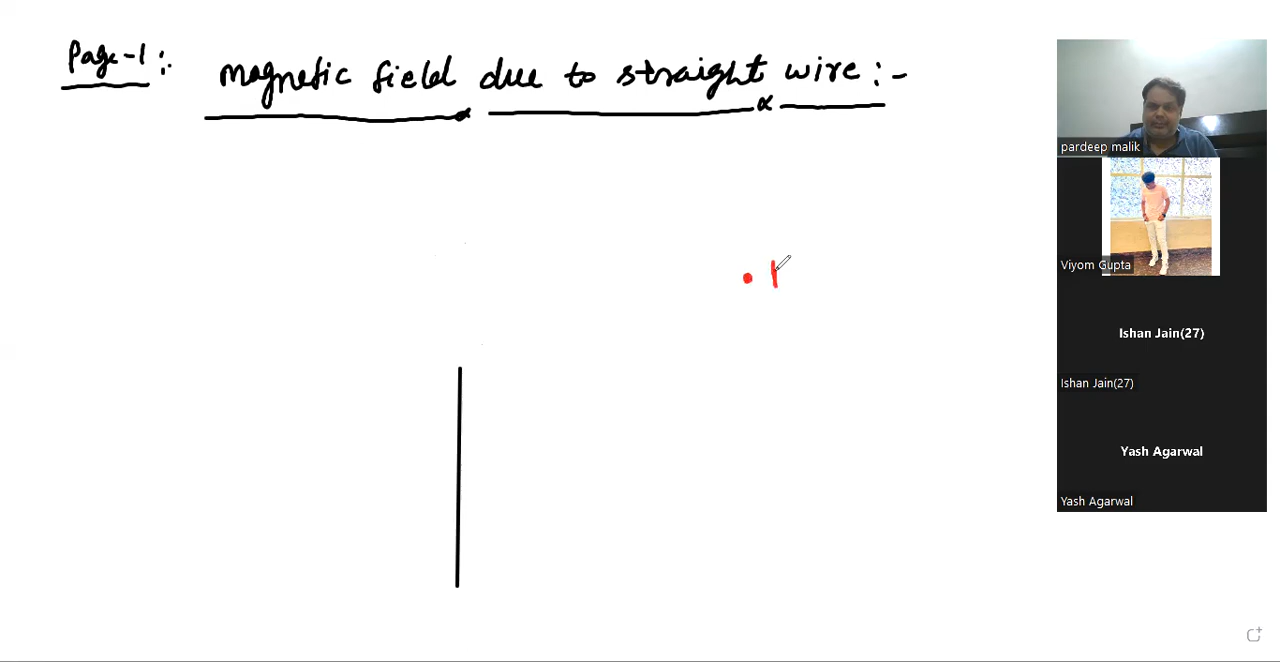 Page-1:
magnetic field due to straight wire:-
pardeep malik
Viyom Gupta
Ishan Jain(27)
Ishan Jain(27)
Yash Agarwal
Yash Agarwal